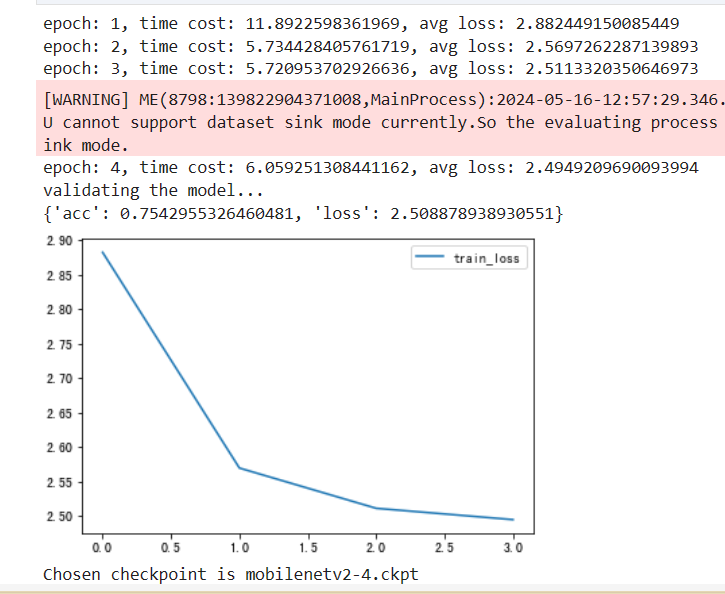 epoch: 1, time cost: 11.8922598361969, avg loss: 2.882449150085449
epoch: 2, time cost: 5.734428405761719, avg loss: 2.5697262287139893
epoch: 3, time cost: 5.720953702926636, avg loss: 2.5113320350646973
[WARNING] ME(8798:139822904371008,MainProcess):2024-05-16-12:57:29.346.
U cannot support dataset sink mode currently.So the evaluating process
ink mode.
epoch: 4, time cost: 6.059251308441162, avg loss: 2.4949209690093994
validating the model...
{'acc': 0.7542955326460481, 'loss': 2.508878938930551}
2.90
train_loss
2.85
2.80
2.75
2.70
2.65
2.60
2.55
2.50
0.0 0.5 1.0 1.5 2.0 2.5 3.0
Chosen checkpoint is mobilenetv2-4.ckpt